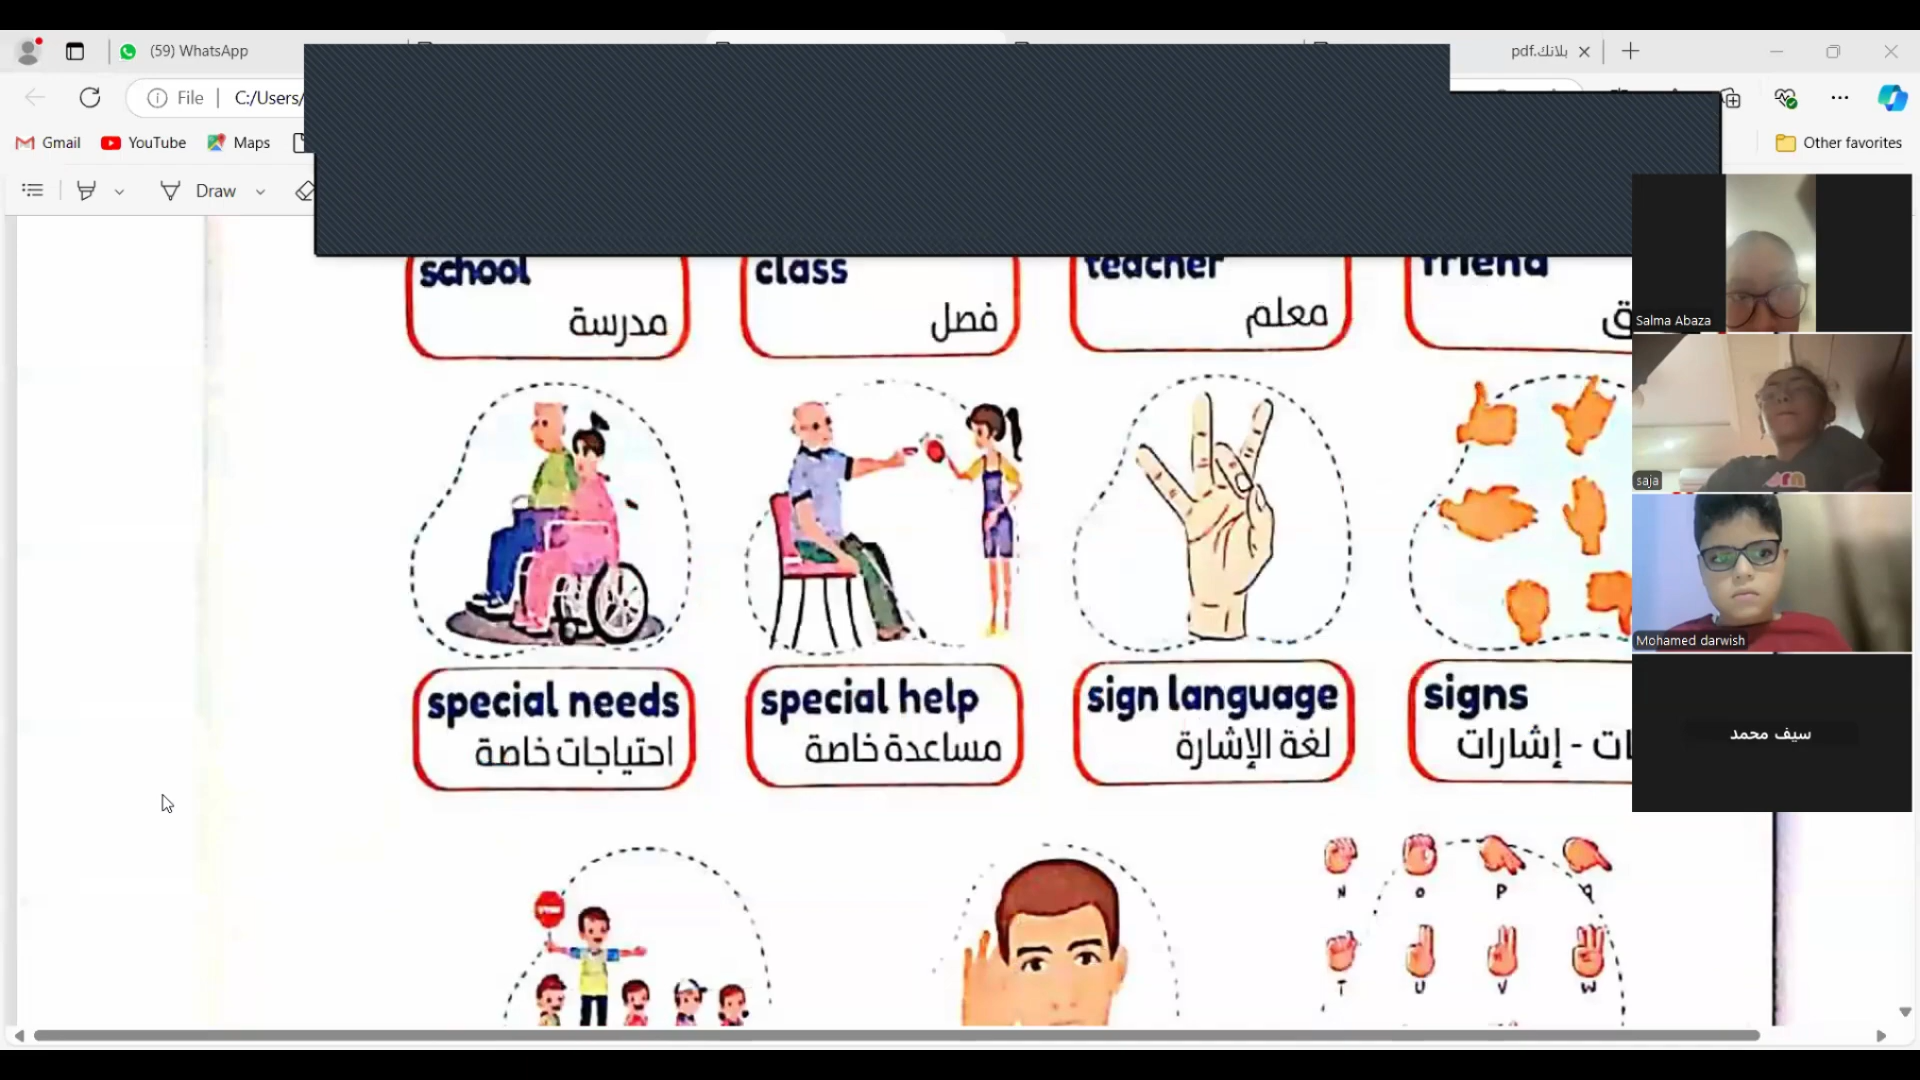 (59) WhatsApp
بلانك.pdf
File
C:/Users/
Gmail
YouTube
Maps
Other favorites
Draw
school
مدرسة
class
فصل
teacher
معلم
friend
special needs
احتياجات خاصة
special help
مساعدة خاصة
sign language
لغة الإشارة
signs
إشارات
N
O
P
Q
T
U
V
W
STOP
Salma Abaza
saja
Mohamed darwish
سيف محمد